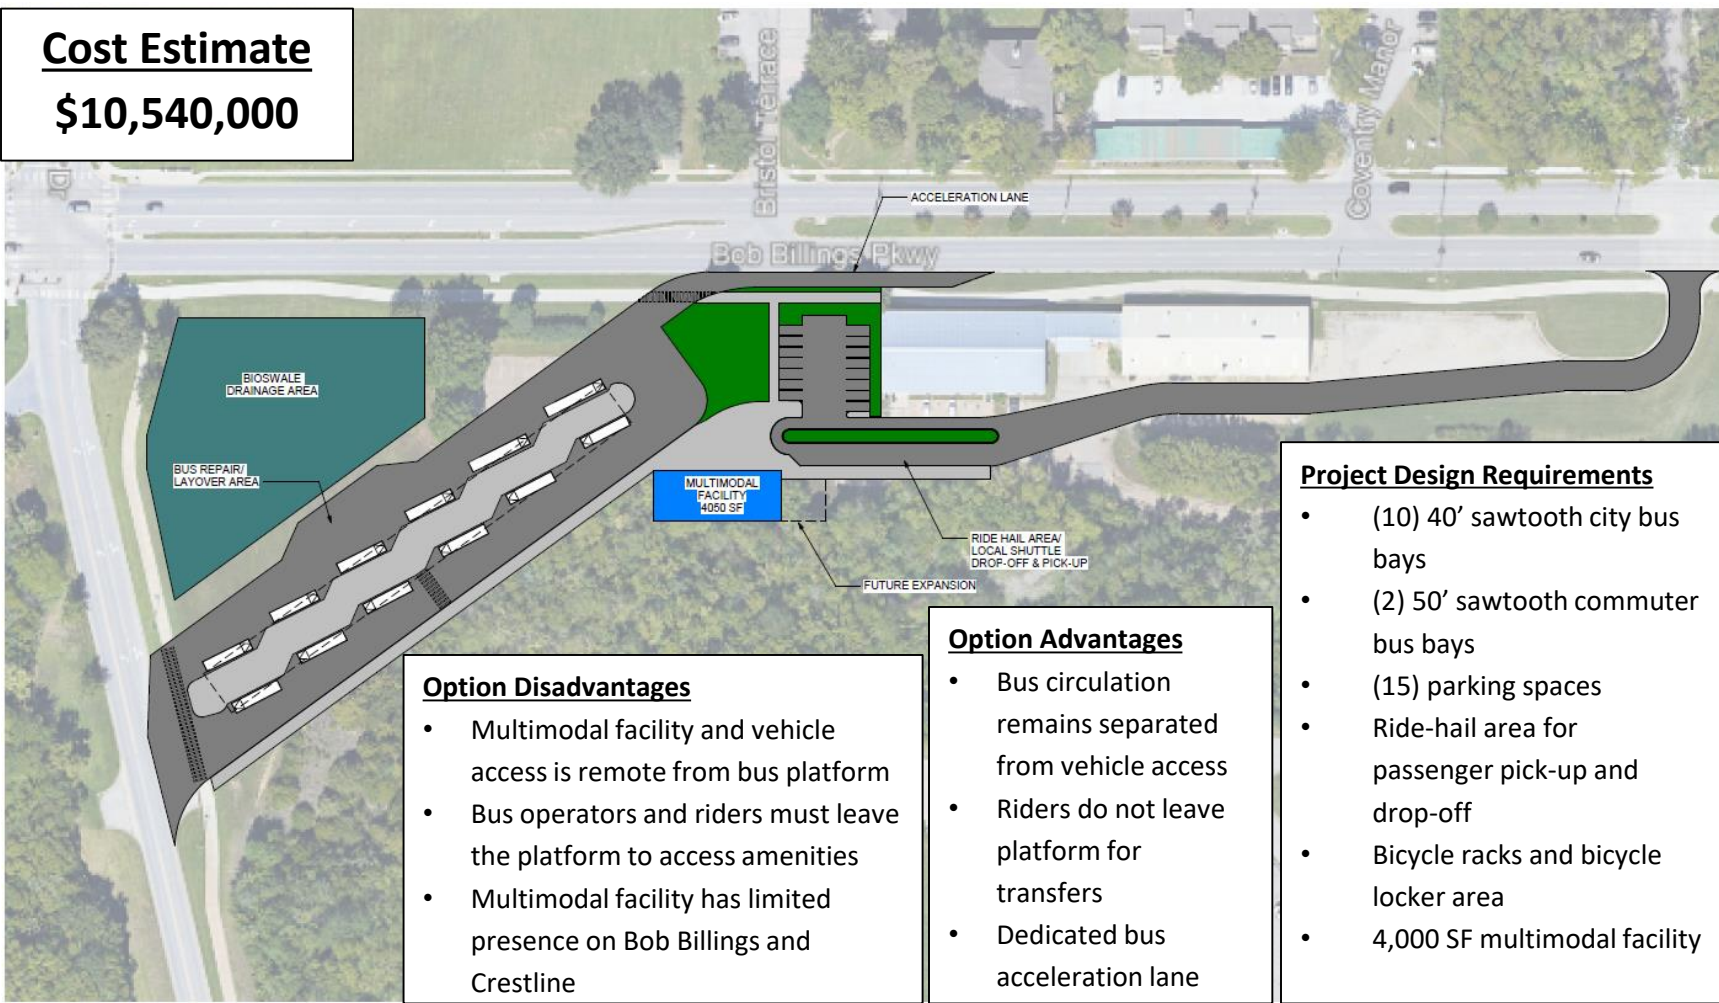 Cost Estimate
$10,540,000
Bristol Terrace
Coventry Manor
Dr
ACCELERATION LANE
Bob Billings Pkwy
BIOSWALE
DRAINAGE AREA
BUS REPAIR/
LAYOVER AREA
MULTIMODAL
FACILITY
4050 SF
RIDE HAIL AREA/
LOCAL SHUTTLE
DROP-OFF & PICK-UP
FUTURE EXPANSION
Option Disadvantages
• Multimodal facility and vehicle
access is remote from bus platform
• Bus operators and riders must leave
the platform to access amenities
• Multimodal facility has limited
presence on Bob Billings and
Crestline
Option Advantages
• Bus circulation
remains separated
from vehicle access
• Riders do not leave
platform for
transfers
• Dedicated bus
acceleration lane
Project Design Requirements
• (10) 40’ sawtooth city bus
bays
• (2) 50’ sawtooth commuter
bus bays
• (15) parking spaces
• Ride-hail area for
passenger pick-up and
drop-off
• Bicycle racks and bicycle
locker area
• 4,000 SF multimodal facility